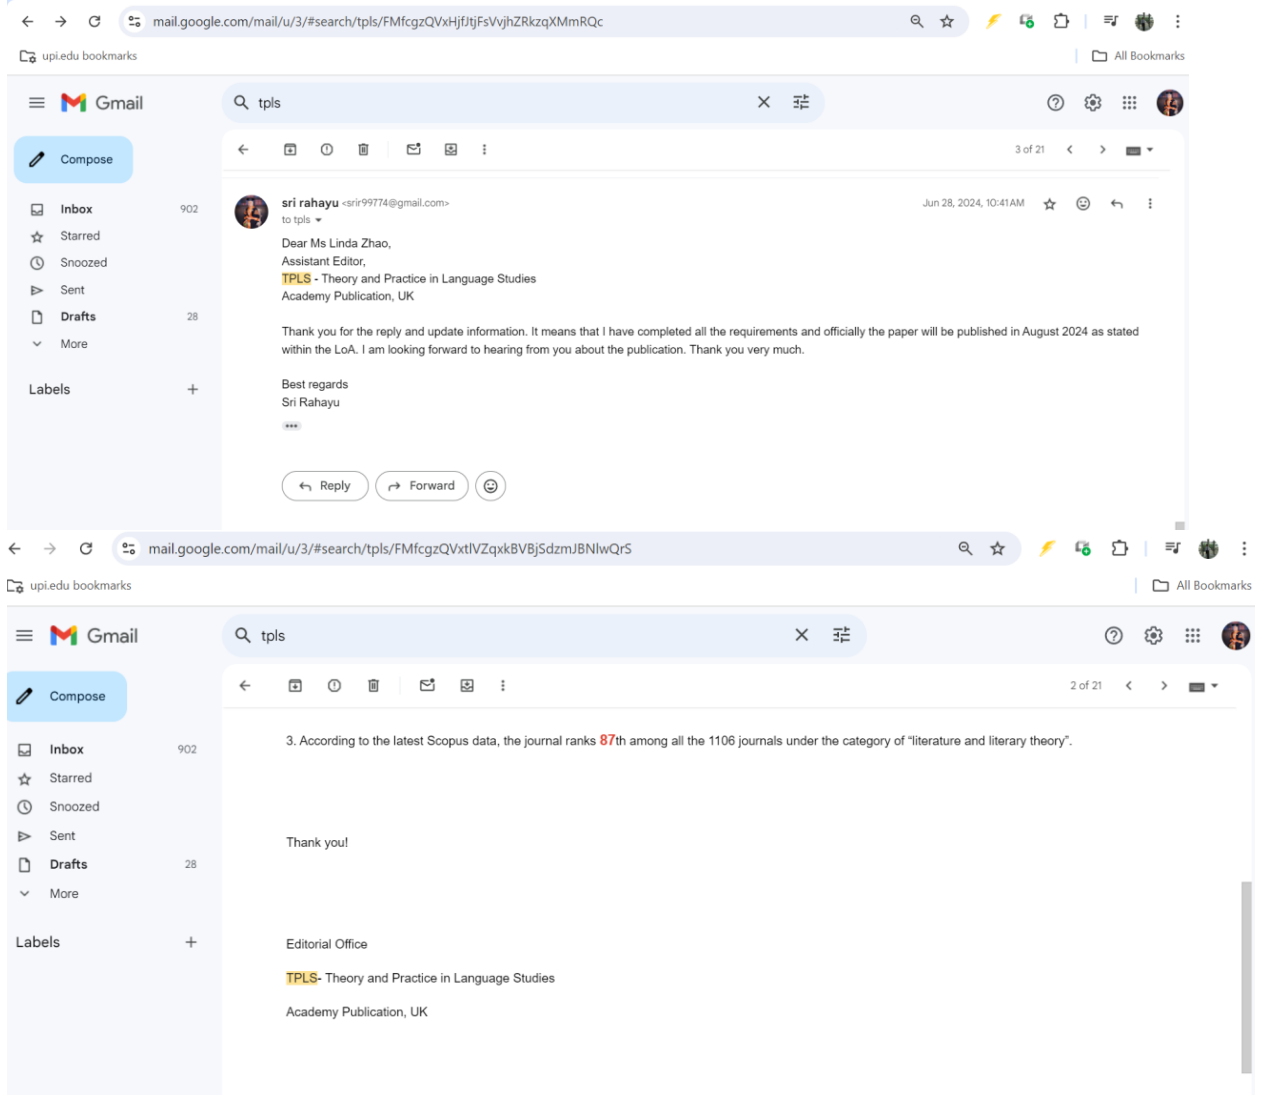 mail.google.com/mail/u/3/#search/tpls/FMfcgzQVxHjfJtjFsVvjhZRkzqXMmRQc
upi.edu bookmarks
All Bookmarks
Gmail
tpls
Compose
3 of 21
Inbox 902
Starred
Snoozed
Sent
Drafts 28
More
Labels
sri rahayu <srir99774@gmail.com>
Jun 28, 2024, 10:41 AM
to tpls
Dear Ms Linda Zhao,
Assistant Editor,
TPLS - Theory and Practice in Language Studies
Academy Publication, UK
Thank you for the reply and update information. It means that I have completed all the requirements and officially the paper will be published in August 2024 as stated
within the LoA. I am looking forward to hearing from you about the publication. Thank you very much.
Best regards
Sri Rahayu
Reply
Forward
mail.google.com/mail/u/3/#search/tpls/FMfcgzQVxtlVZqxkBVBjSdzmJBNlwQrS
upi.edu bookmarks
All Bookmarks
Gmail
tpls
Compose
2 of 21
Inbox 902
Starred
Snoozed
Sent
Drafts 28
More
Labels
3. According to the latest Scopus data, the journal ranks 87th among all the 1106 journals under the category of “literature and literary theory”.
Thank you!
Editorial Office
TPLS- Theory and Practice in Language Studies
Academy Publication, UK